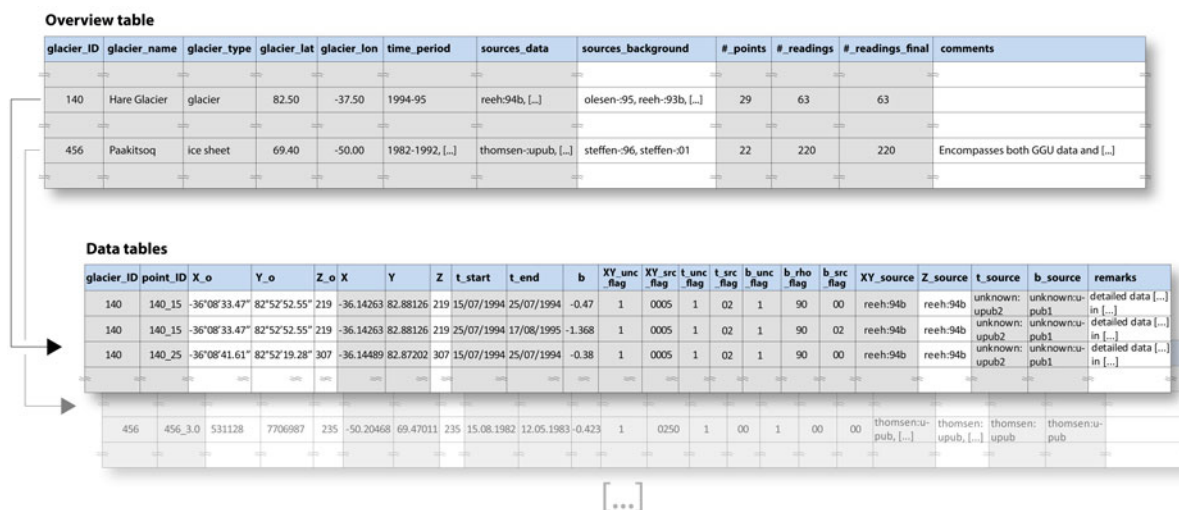 Overview table
glacier_ID glacier_name glacier_type glacier_lat glacier_lon time_period sources_data sources_background #_points #_readings #_readings_final comments
140 Hare Glacier glacier 82.50 -37.50 1994-95 reeh:94b, [...] olesen-:95, reeh-:93b, [...] 29 63 63
456 Paakitsoq ice sheet 69.40 -50.00 1982-1992, [...] thomsen-:upub, [...] steffen-:96, steffen-:01 22 220 220 Encompasses both GGU data and [...]
Data tables
glacier_ID point_ID X_o Y_o Z_o X Y Z t_start t_end b XY_unc_flag XY_src_flag t_unc_flag t_src_flag b_unc_flag b_rho_flag b_src_flag XY_source Z_source t_source b_source remarks
140 140_15 -36°08'33.47" 82°52'52.55" 219 -36.14263 82.88126 219 15/07/1994 25/07/1994 -0.47 1 0005 1 02 1 90 00 reeh:94b reeh:94b unknown:upub2 unknown:u-pub1 detailed data [...] in [...]
140 140_15 -36°08'33.47" 82°52'52.55" 219 -36.14263 82.88126 219 25/07/1994 17/08/1995 -1.368 1 0005 1 02 1 90 02 reeh:94b reeh:94b unknown:upub2 unknown:u-pub1 detailed data [...] in [...]
140 140_25 -36°08'41.61" 82°52'19.28" 307 -36.14489 82.87202 307 15/07/1994 25/07/1994 -0.38 1 0005 1 02 1 90 00 reeh:94b reeh:94b unknown:upub2 unknown:u-pub1 detailed data [...] in [...]
456 456_3.0 531128 7706987 235 -50.20468 69.47011 235 15.08.1982 12.05.1983 -0.423 1 0250 1 00 1 00 00 thomsen:u-pub, [...] thomsen:upub, [...] thomsen:upub thomsen:u-pub
[...]